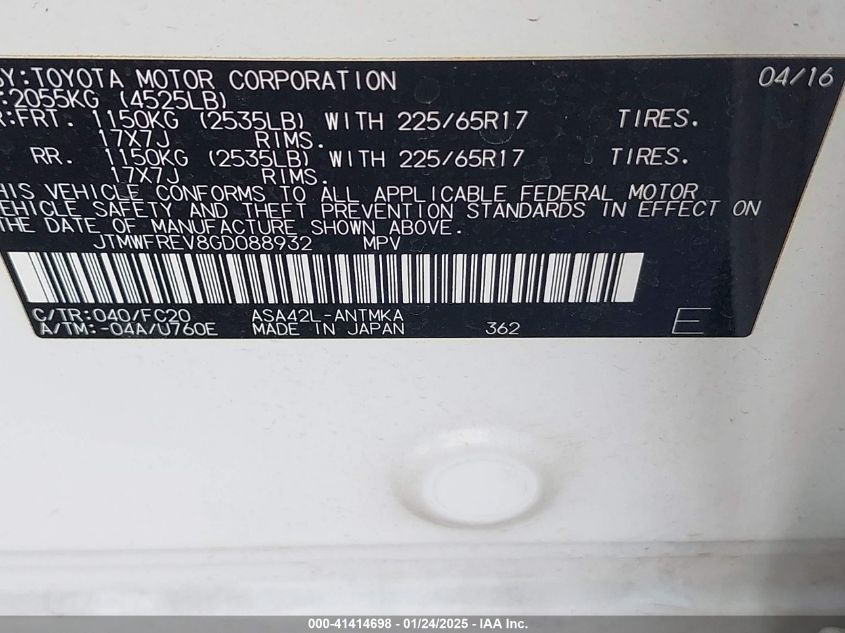 BY:TOYOTA MOTOR CORPORATION 04/16
:2055KG (4525LB)
R:FRT. 1150KG (2535LB) WITH 225/65R17 TIRES.
17X7J RIMS.
RR. 1150KG (2535LB) WITH 225/65R17 TIRES.
17X7J RIMS.
HIS VEHICLE CONFORMS TO ALL APPLICABLE FEDERAL MOTOR
VEHICLE SAFETY AND THEFT PREVENTION STANDARDS IN EFFECT ON
THE DATE OF MANUFACTURE SHOWN ABOVE.
JTMWFREV8GD088932 MPV
C/TR:040/FC20 ASA42L-ANTMKA
A/TM:-04A/U760E MADE IN JAPAN 362 E
000-41414698 - 01/24/2025 - IAA Inc.